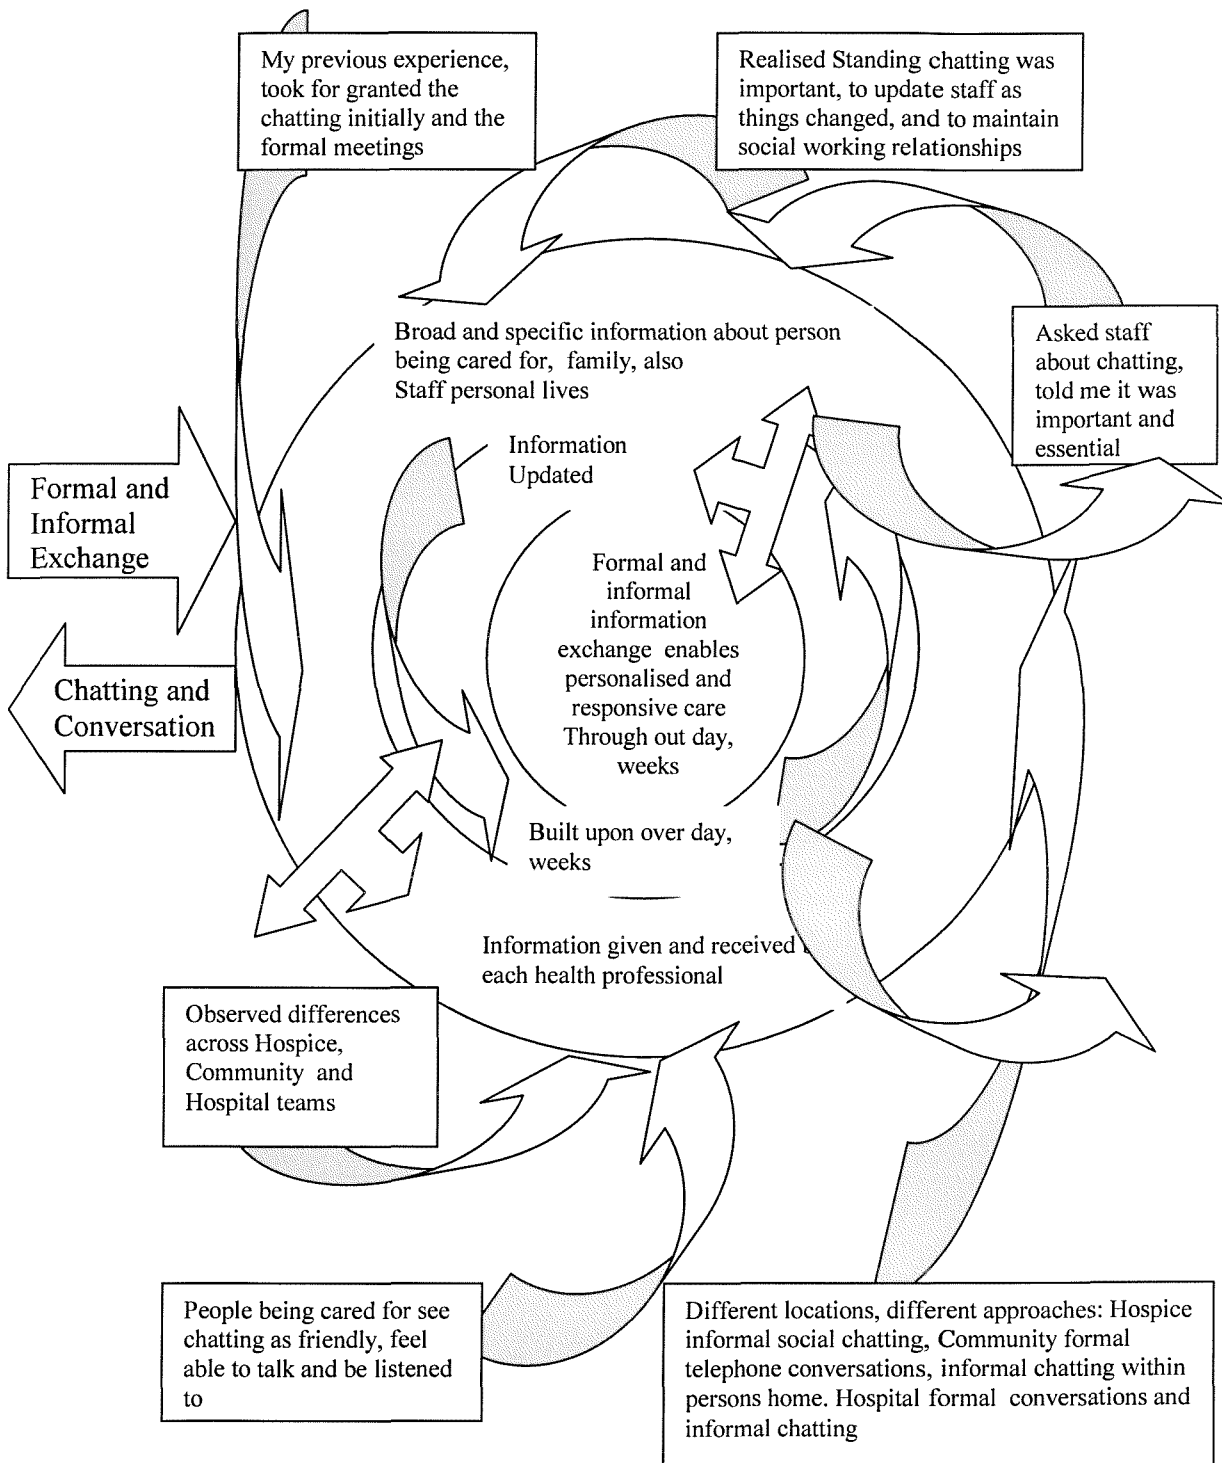 My previous experience,
took for granted the
chatting initially and the
formal meetings
Realised Standing chatting was
important, to update staff as
things changed, and to maintain
social working relationships
Broad and specific information about person
being cared for, family, also
Staff personal lives
Asked staff
about chatting,
told me it was
important and
essential
Information
Updated
Formal and
Informal
Exchange
Formal and
informal
information
exchange enables
personalised and
responsive care
Through out day,
weeks
Chatting and
Conversation
Built upon over day,
weeks
Information given and received
each health professional
Observed differences
across Hospice,
Community and
Hospital teams
People being cared for see
chatting as friendly, feel
able to talk and be listened
to
Different locations, different approaches: Hospice
informal social chatting, Community formal
telephone conversations, informal chatting within
persons home. Hospital formal conversations and
informal chatting